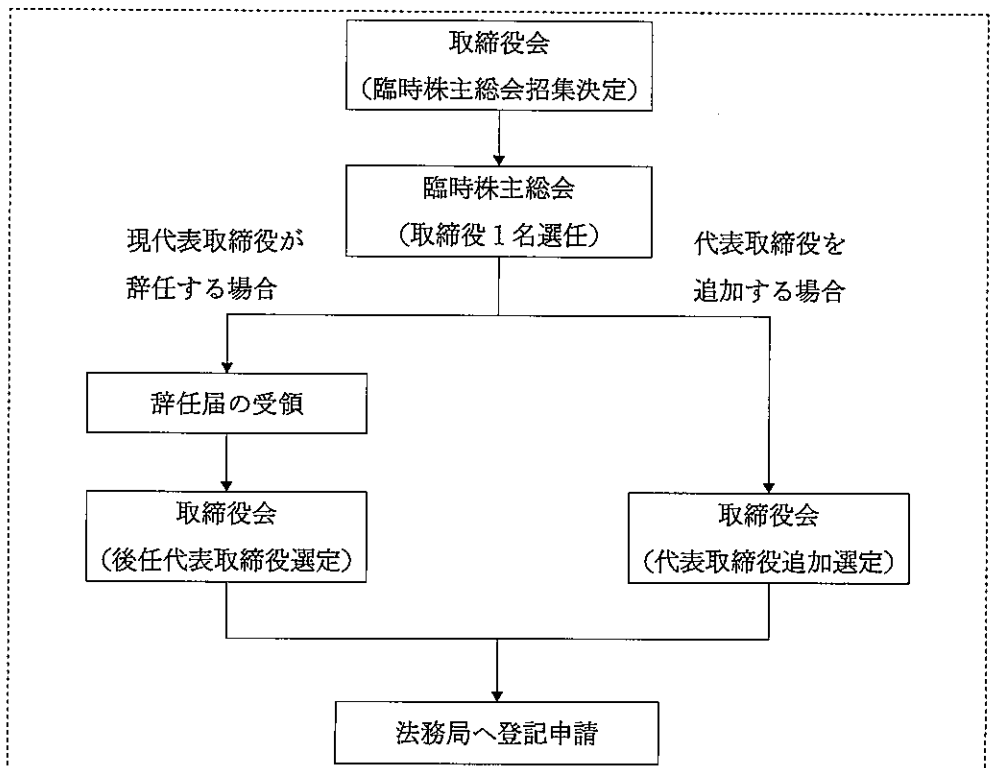 取締役会
（臨時株主総会招集決定）
臨時株主総会
（取締役１名選任）
現代表取締役が
辞任する場合
代表取締役を
追加する場合
辞任届の受領
取締役会
（後任代表取締役選定）
取締役会
（代表取締役追加選定）
法務局へ登記申請